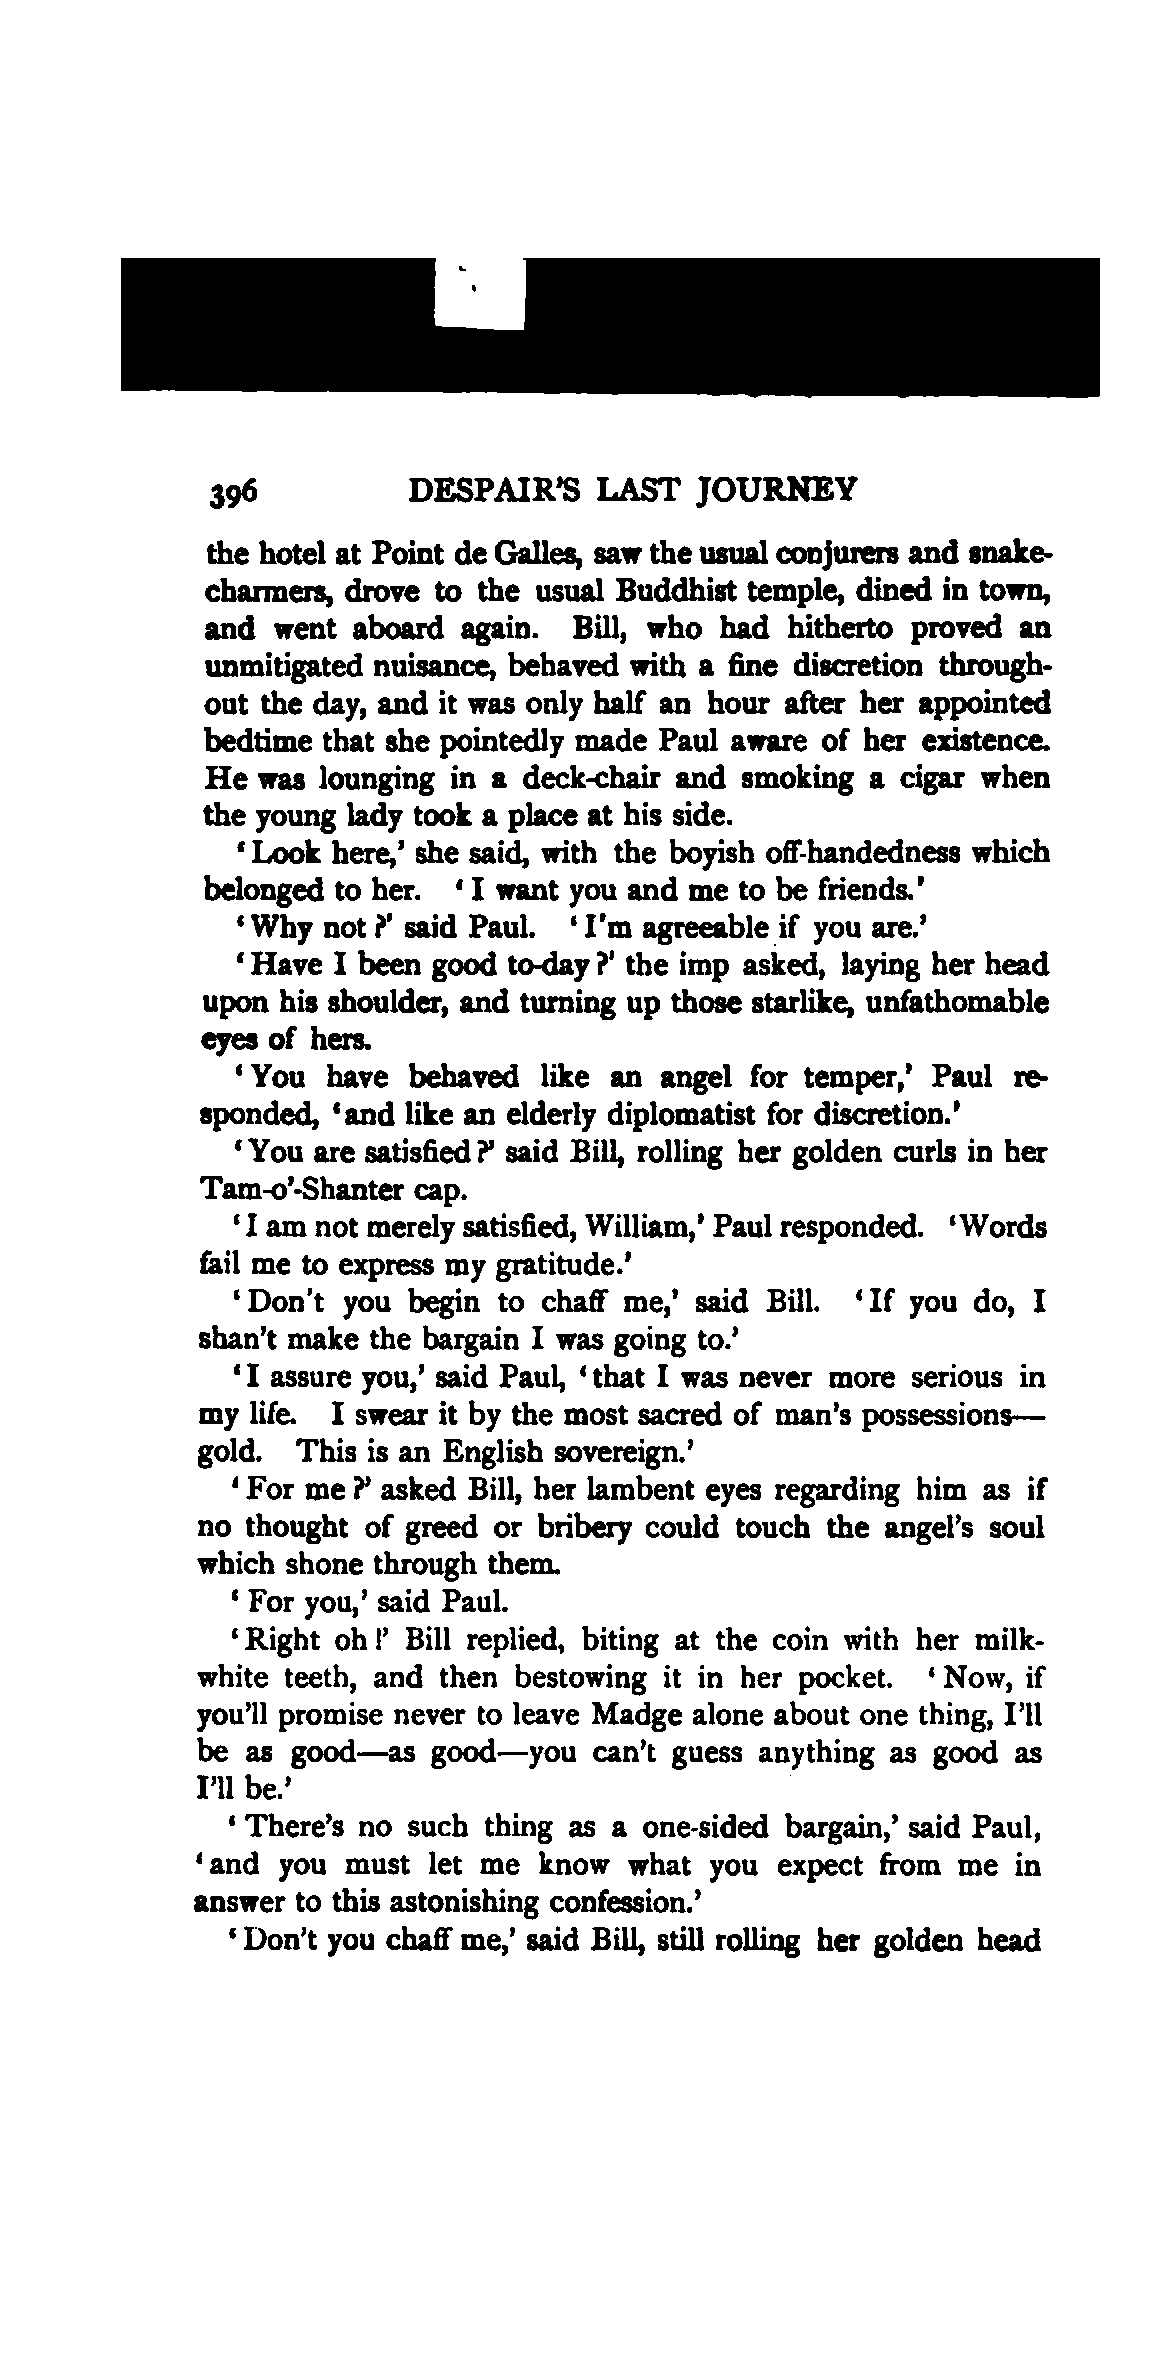 396 DESPAIR'S LAST JOURNEY
the hotel at Point de Galles, saw the usual conjurers and snake-
charmers, drove to the usual Buddhist temple, dined in town,
and went aboard again. Bill, who had hitherto proved an
unmitigated nuisance, behaved with a fine discretion through-
out the day, and it was only half an hour after her appointed
bedtime that she pointedly made Paul aware of her existence.
He was lounging in a deck-chair and smoking a cigar when
the young lady took a place at his side.
‘Look here,’ she said, with the boyish off-handedness which
belonged to her. ‘I want you and me to be friends.’
‘Why not?’ said Paul. ‘I'm agreeable if you are.’
‘Have I been good to-day?’ the imp asked, laying her head
upon his shoulder, and turning up those starlike, unfathomable
eyes of hers.
‘You have behaved like an angel for temper,’ Paul re-
sponded, ‘and like an elderly diplomatist for discretion.’
‘You are satisfied?’ said Bill, rolling her golden curls in her
Tam-o’-Shanter cap.
‘I am not merely satisfied, William,’ Paul responded. ‘Words
fail me to express my gratitude.’
‘Don't you begin to chaff me,’ said Bill. ‘If you do, I
shan't make the bargain I was going to.’
‘I assure you,’ said Paul, ‘that I was never more serious in
my life. I swear it by the most sacred of man's possessions—
gold. This is an English sovereign.’
‘For me?’ asked Bill, her lambent eyes regarding him as if
no thought of greed or bribery could touch the angel's soul
which shone through them.
‘For you,’ said Paul.
‘Right oh!’ Bill replied, biting at the coin with her milk-
white teeth, and then bestowing it in her pocket. ‘Now, if
you'll promise never to leave Madge alone about one thing, I'll
be as good—as good—you can't guess anything as good as
I'll be.’
‘There's no such thing as a one-sided bargain,’ said Paul,
‘and you must let me know what you expect from me in
answer to this astonishing confession.’
‘Don't you chaff me,’ said Bill, still rolling her golden head